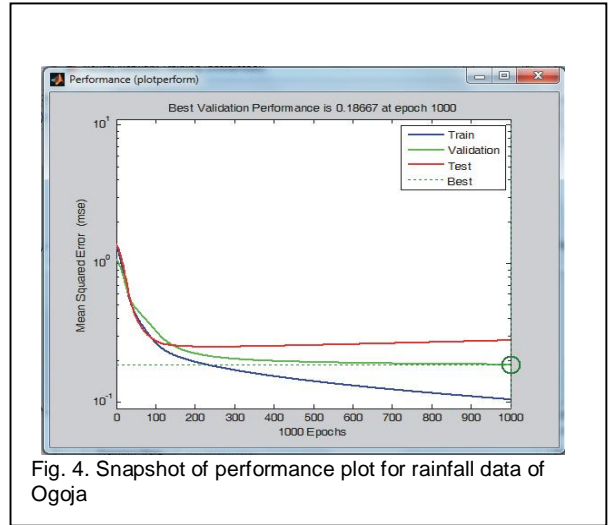 Performance (plotperform)
Best Validation Performance is 0.18667 at epoch 1000
Mean Squared Error (mse)
10^1
10^0
10^-1
Train
Validation
Test
Best
0 100 200 300 400 500 600 700 800 900 1000
1000 Epochs
Fig. 4. Snapshot of performance plot for rainfall data of
Ogoja